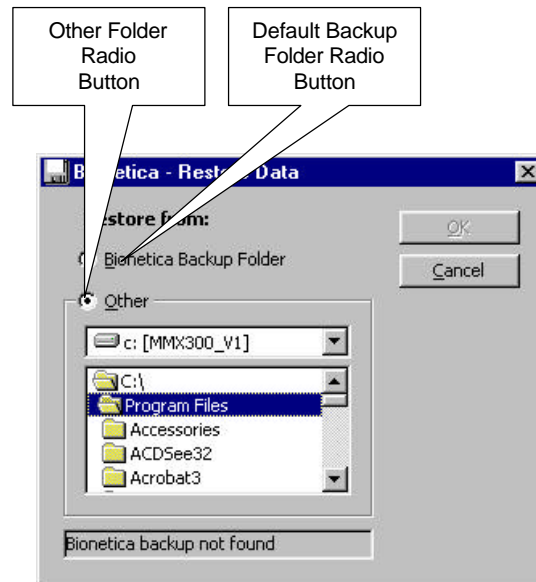 Other Folder
Radio
Button
Default Backup
Folder Radio
Button
Bionetica - Restore Data
Restore from:
Bionetica Backup Folder
Other
c: [MMX300_V1]
C:\
Program Files
Accessories
ACDSee32
Acrobat3
OK
Cancel
Bionetica backup not found